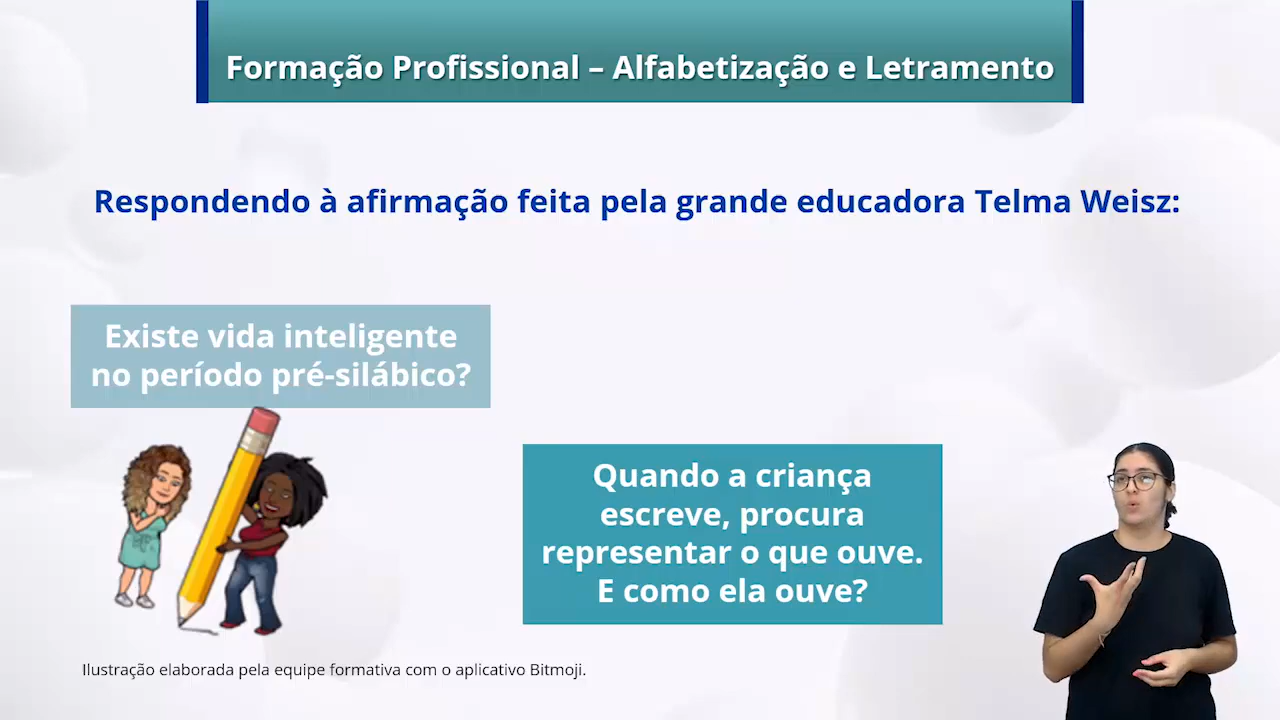 Formação Profissional – Alfabetização e Letramento
Respondendo à afirmação feita pela grande educadora Telma Weisz:
Existe vida inteligente
no período pré-silábico?
Quando a criança
escreve, procura
representar o que ouve.
E como ela ouve?
Ilustração elaborada pela equipe formativa com o aplicativo Bitmoji.